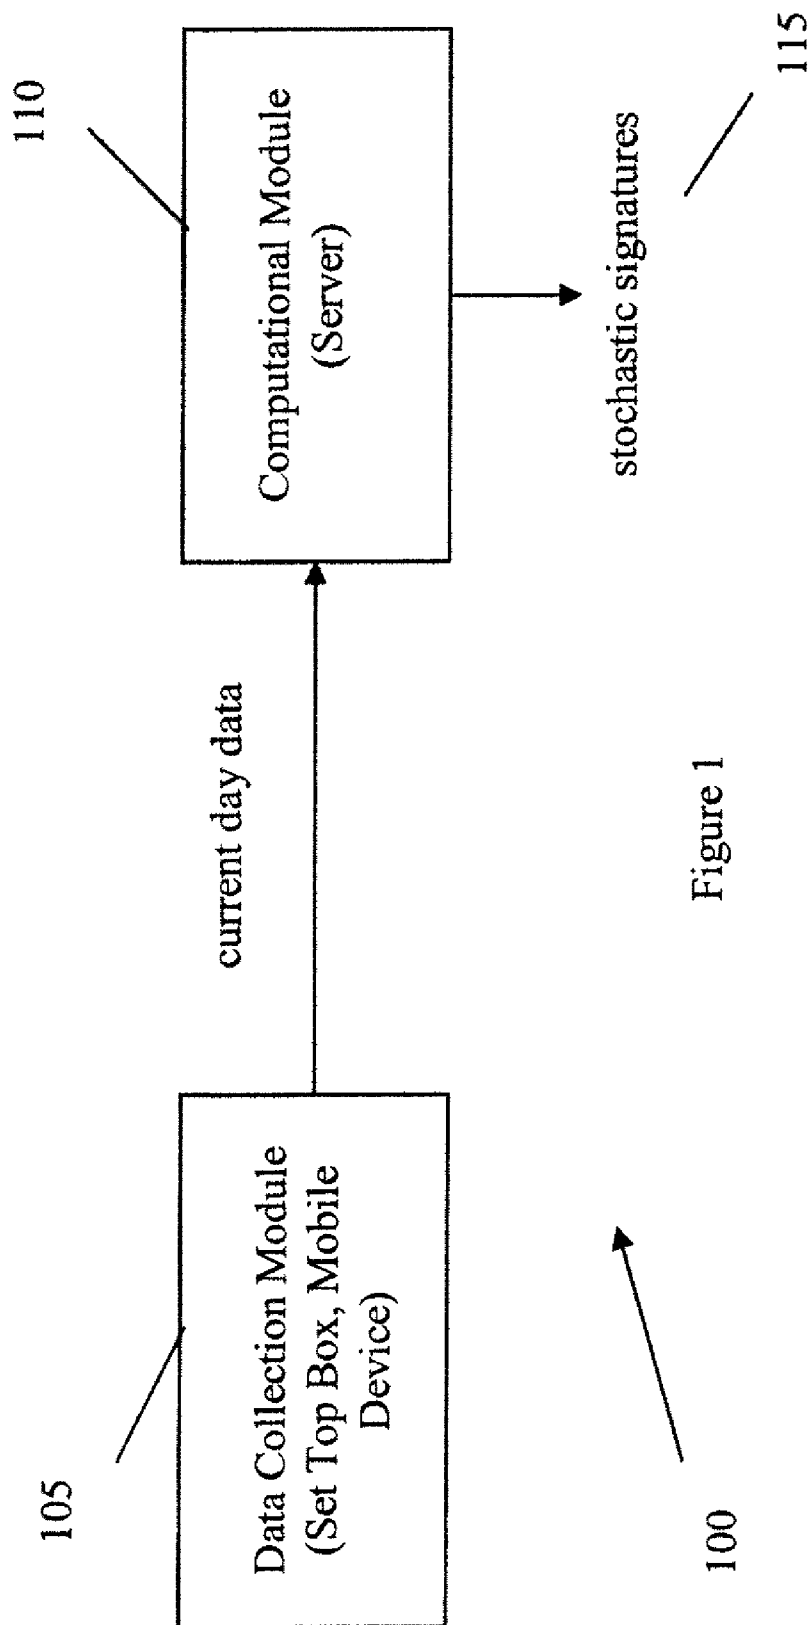 105
Data Collection Module
(Set Top Box, Mobile
Device)
current day data
110
Computational Module
(Server)
stochastic signatures
115
100
Figure 1